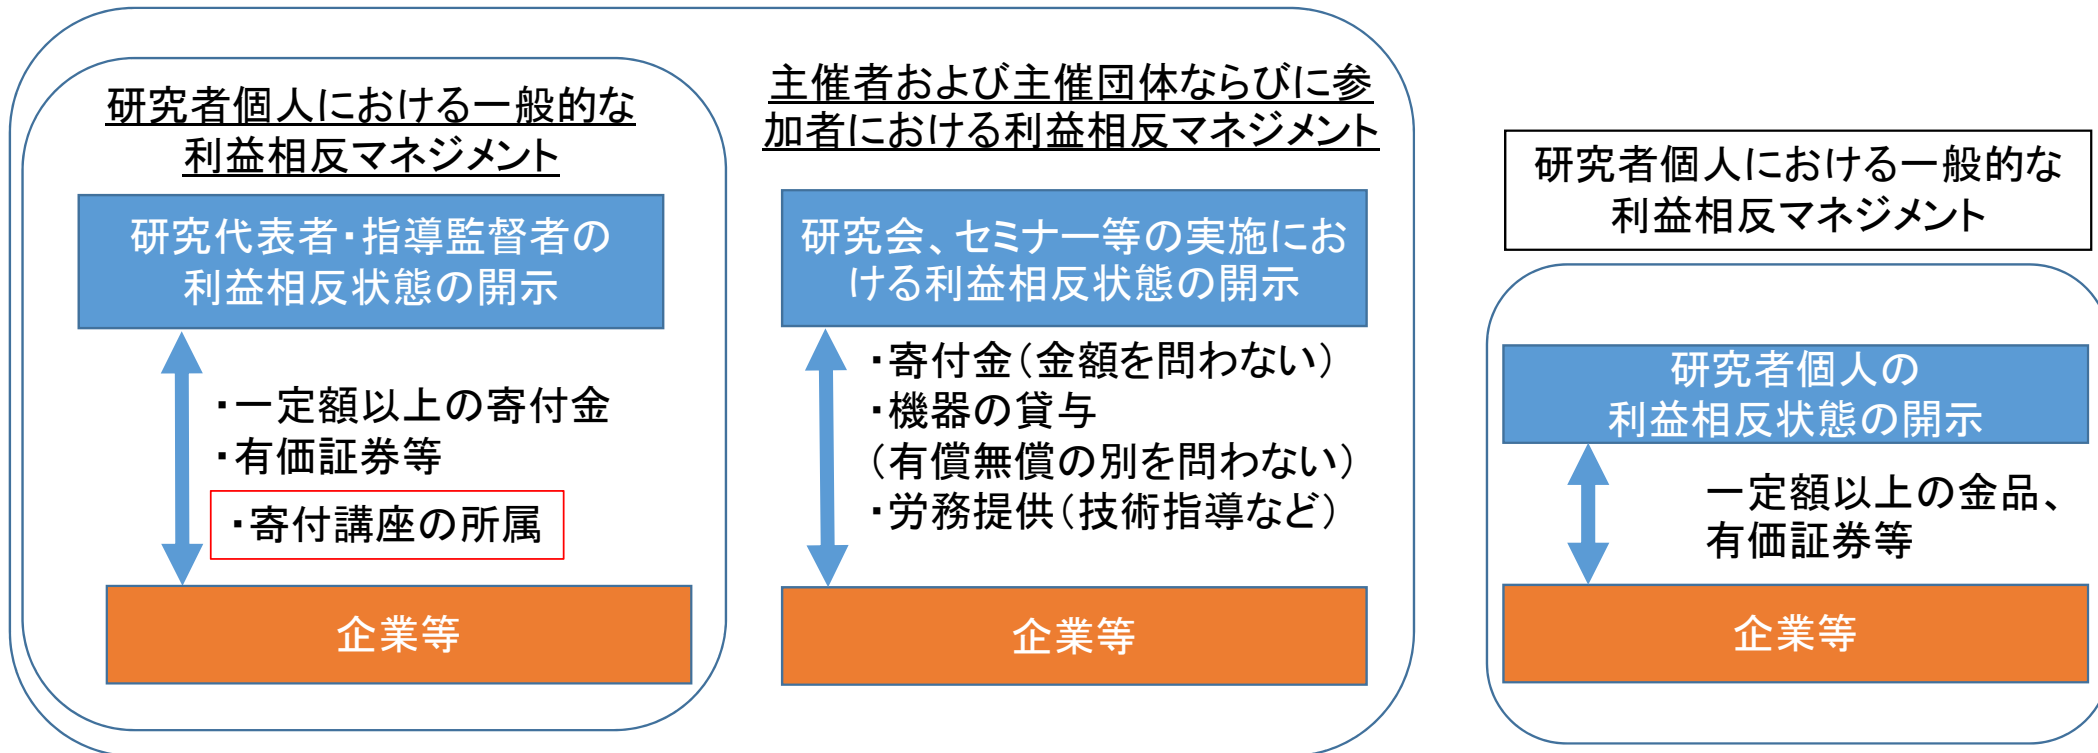 研究者個人における一般的な
利益相反マネジメント
研究代表者・指導監督者の
利益相反状態の開示
・一定額以上の寄付金
・有価証券等
・寄付講座の所属
企業等
主催者および主催団体ならびに参
加者における利益相反マネジメント
研究会、セミナー等の実施にお
ける利益相反状態の開示
・寄付金（金額を問わない）
・機器の貸与
（有償無償の別を問わない）
・労務提供（技術指導など）
企業等
研究者個人における一般的な
利益相反マネジメント
研究者個人の
利益相反状態の開示
一定額以上の金品、
有価証券等
企業等